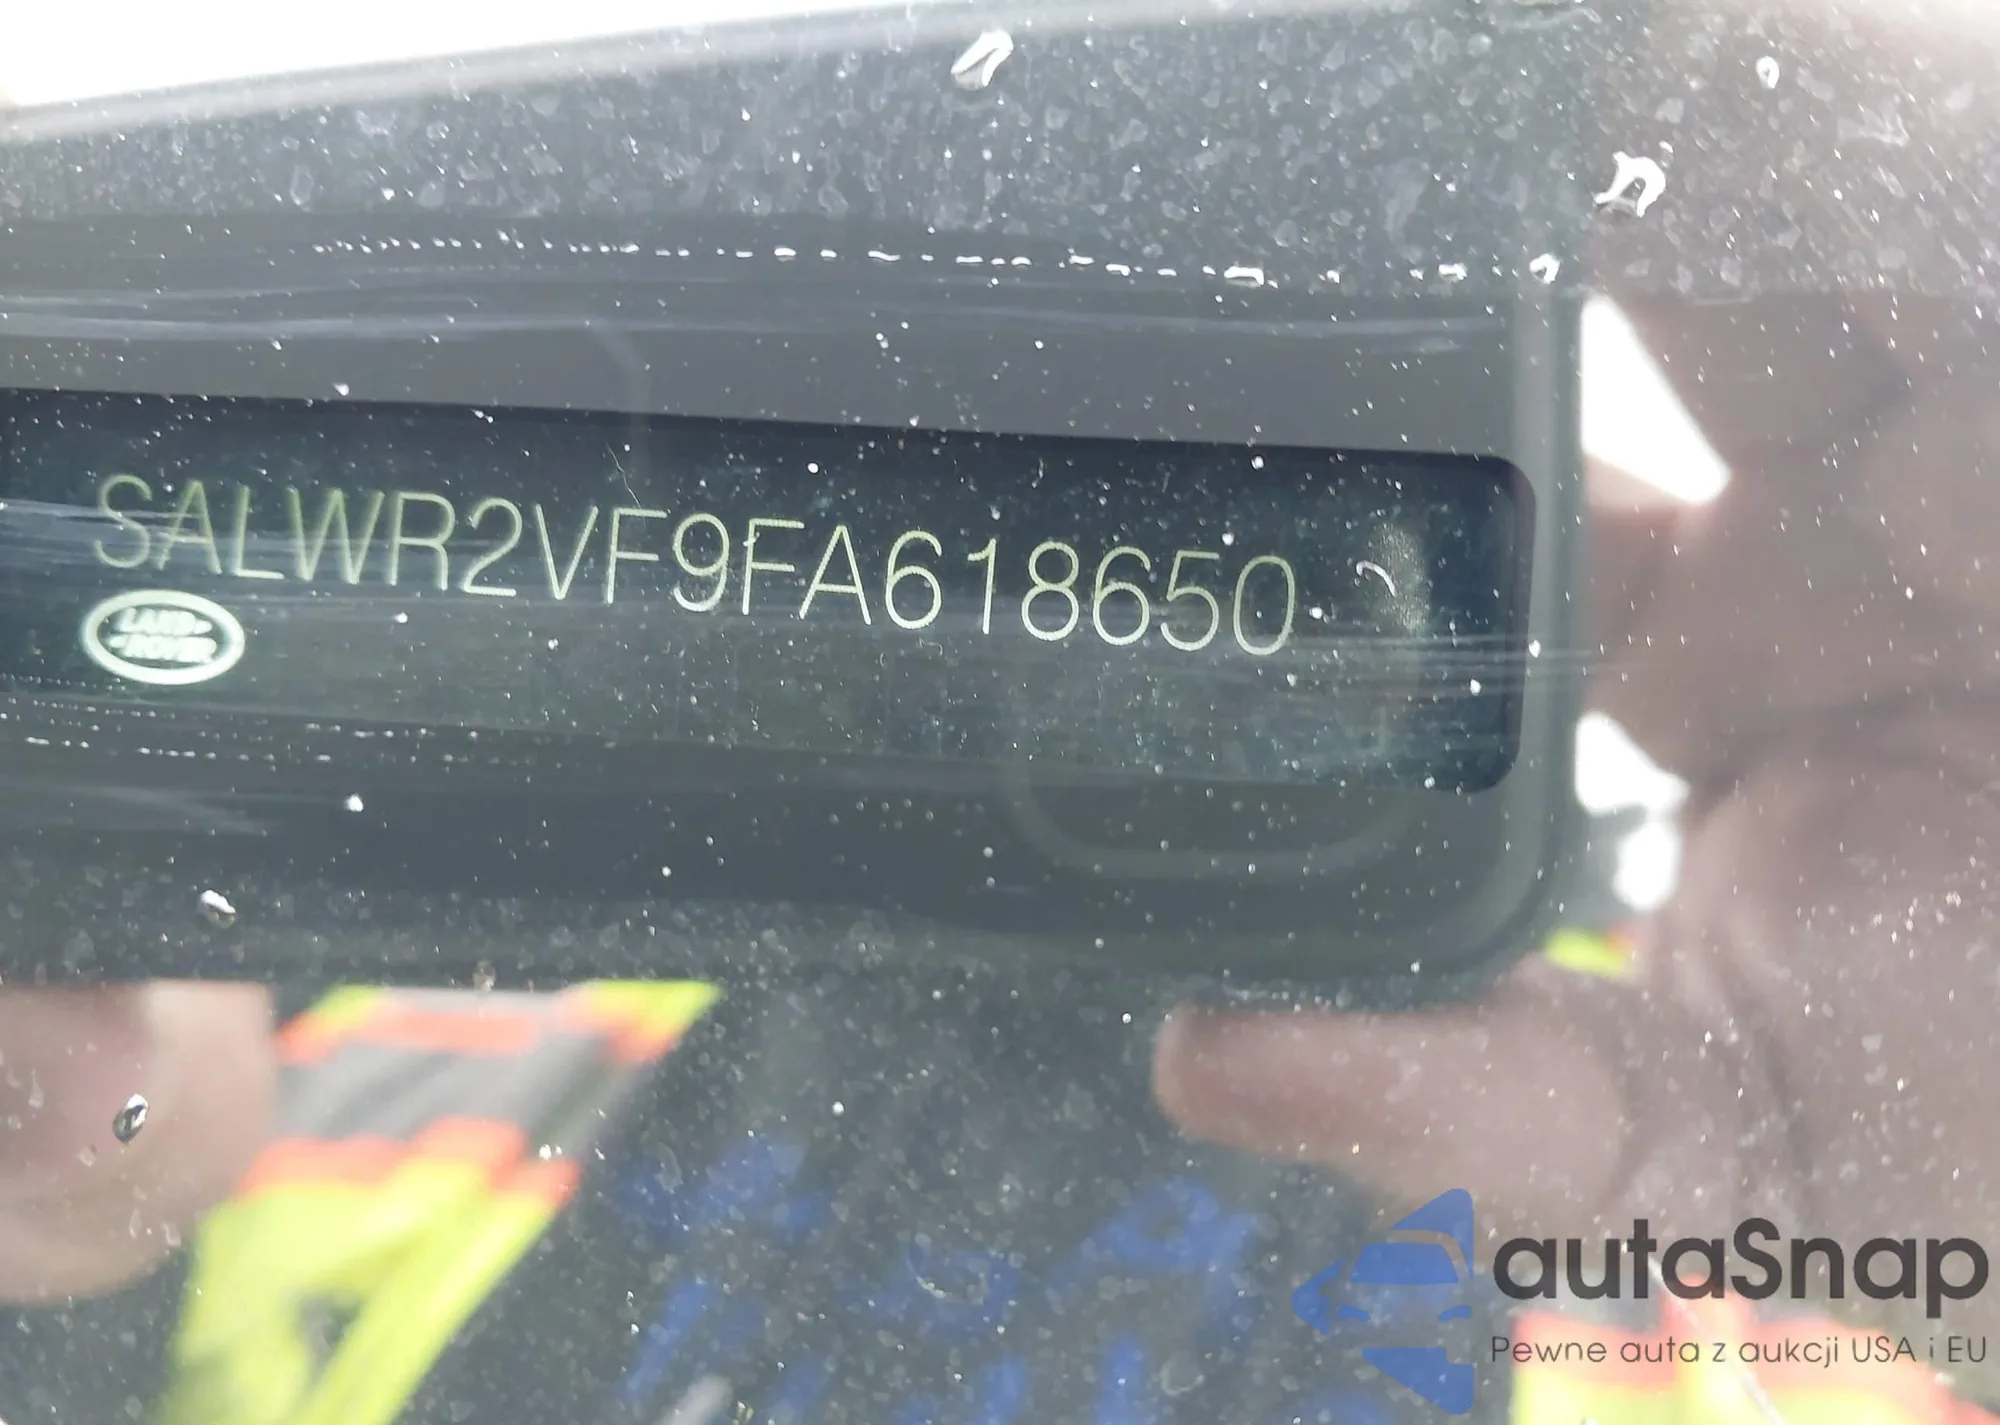 SALWR2VF9FA618650
LAND-
-ROVER
autaSnap
Pewne auta z aukcji USA i EU